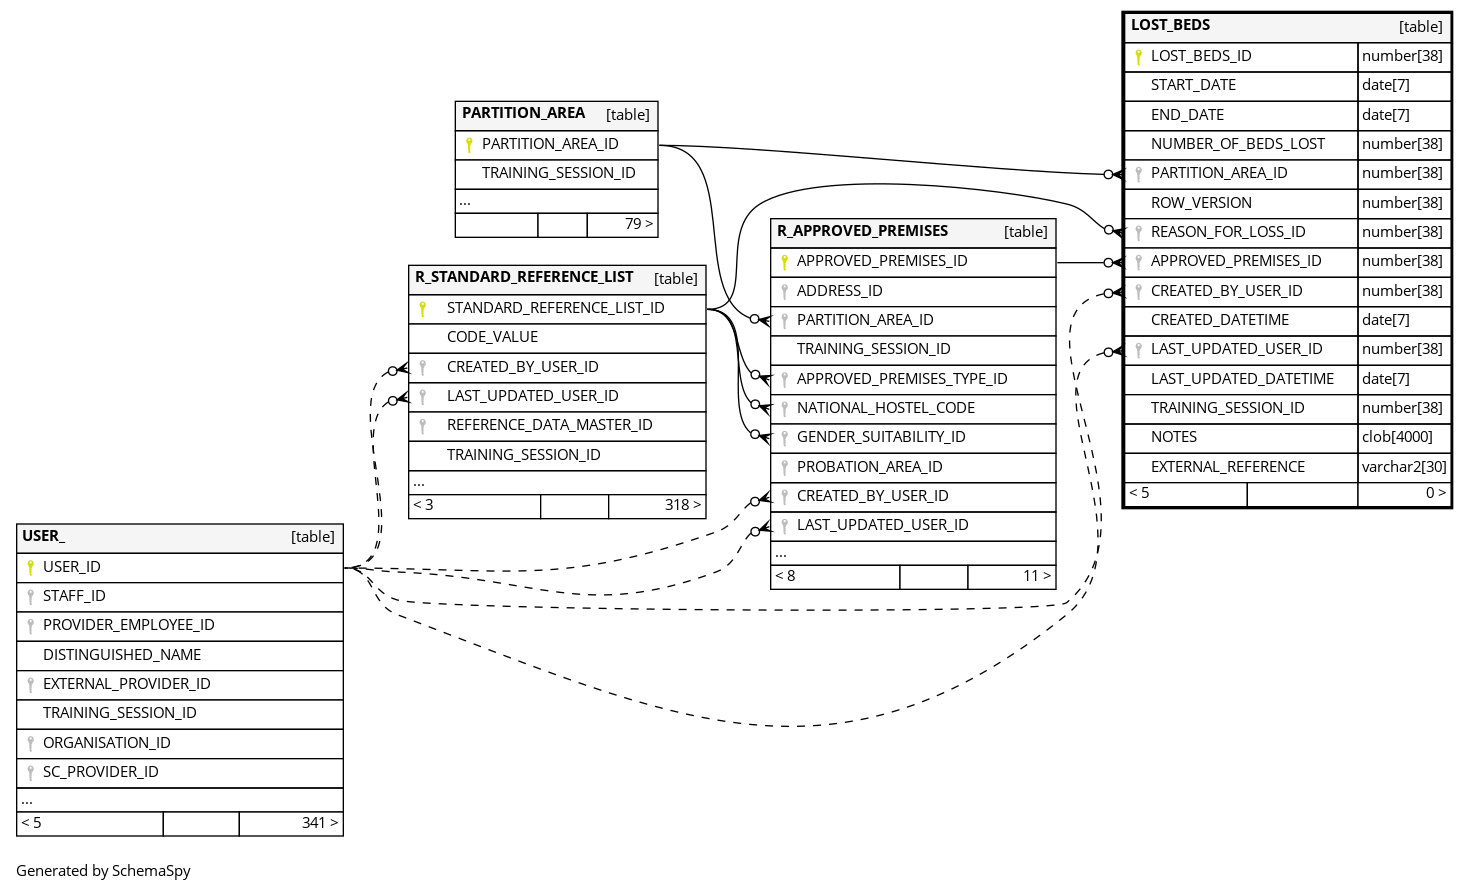 LOST_BEDS [table]
LOST_BEDS_ID number[38]
START_DATE date[7]
END_DATE date[7]
NUMBER_OF_BEDS_LOST number[38]
PARTITION_AREA_ID number[38]
ROW_VERSION number[38]
REASON_FOR_LOSS_ID number[38]
APPROVED_PREMISES_ID number[38]
CREATED_BY_USER_ID number[38]
CREATED_DATETIME date[7]
LAST_UPDATED_USER_ID number[38]
LAST_UPDATED_DATETIME date[7]
TRAINING_SESSION_ID number[38]
NOTES clob[4000]
EXTERNAL_REFERENCE varchar2[30]
< 5 0 >
PARTITION_AREA [table]
PARTITION_AREA_ID
TRAINING_SESSION_ID
...
79 >
R_APPROVED_PREMISES [table]
APPROVED_PREMISES_ID
ADDRESS_ID
PARTITION_AREA_ID
TRAINING_SESSION_ID
APPROVED_PREMISES_TYPE_ID
NATIONAL_HOSTEL_CODE
GENDER_SUITABILITY_ID
PROBATION_AREA_ID
CREATED_BY_USER_ID
LAST_UPDATED_USER_ID
...
< 8 11 >
R_STANDARD_REFERENCE_LIST [table]
STANDARD_REFERENCE_LIST_ID
CODE_VALUE
CREATED_BY_USER_ID
LAST_UPDATED_USER_ID
REFERENCE_DATA_MASTER_ID
TRAINING_SESSION_ID
...
< 3 318 >
USER_ [table]
USER_ID
STAFF_ID
PROVIDER_EMPLOYEE_ID
DISTINGUISHED_NAME
EXTERNAL_PROVIDER_ID
TRAINING_SESSION_ID
ORGANISATION_ID
SC_PROVIDER_ID
...
< 5 341 >
Generated by SchemaSpy